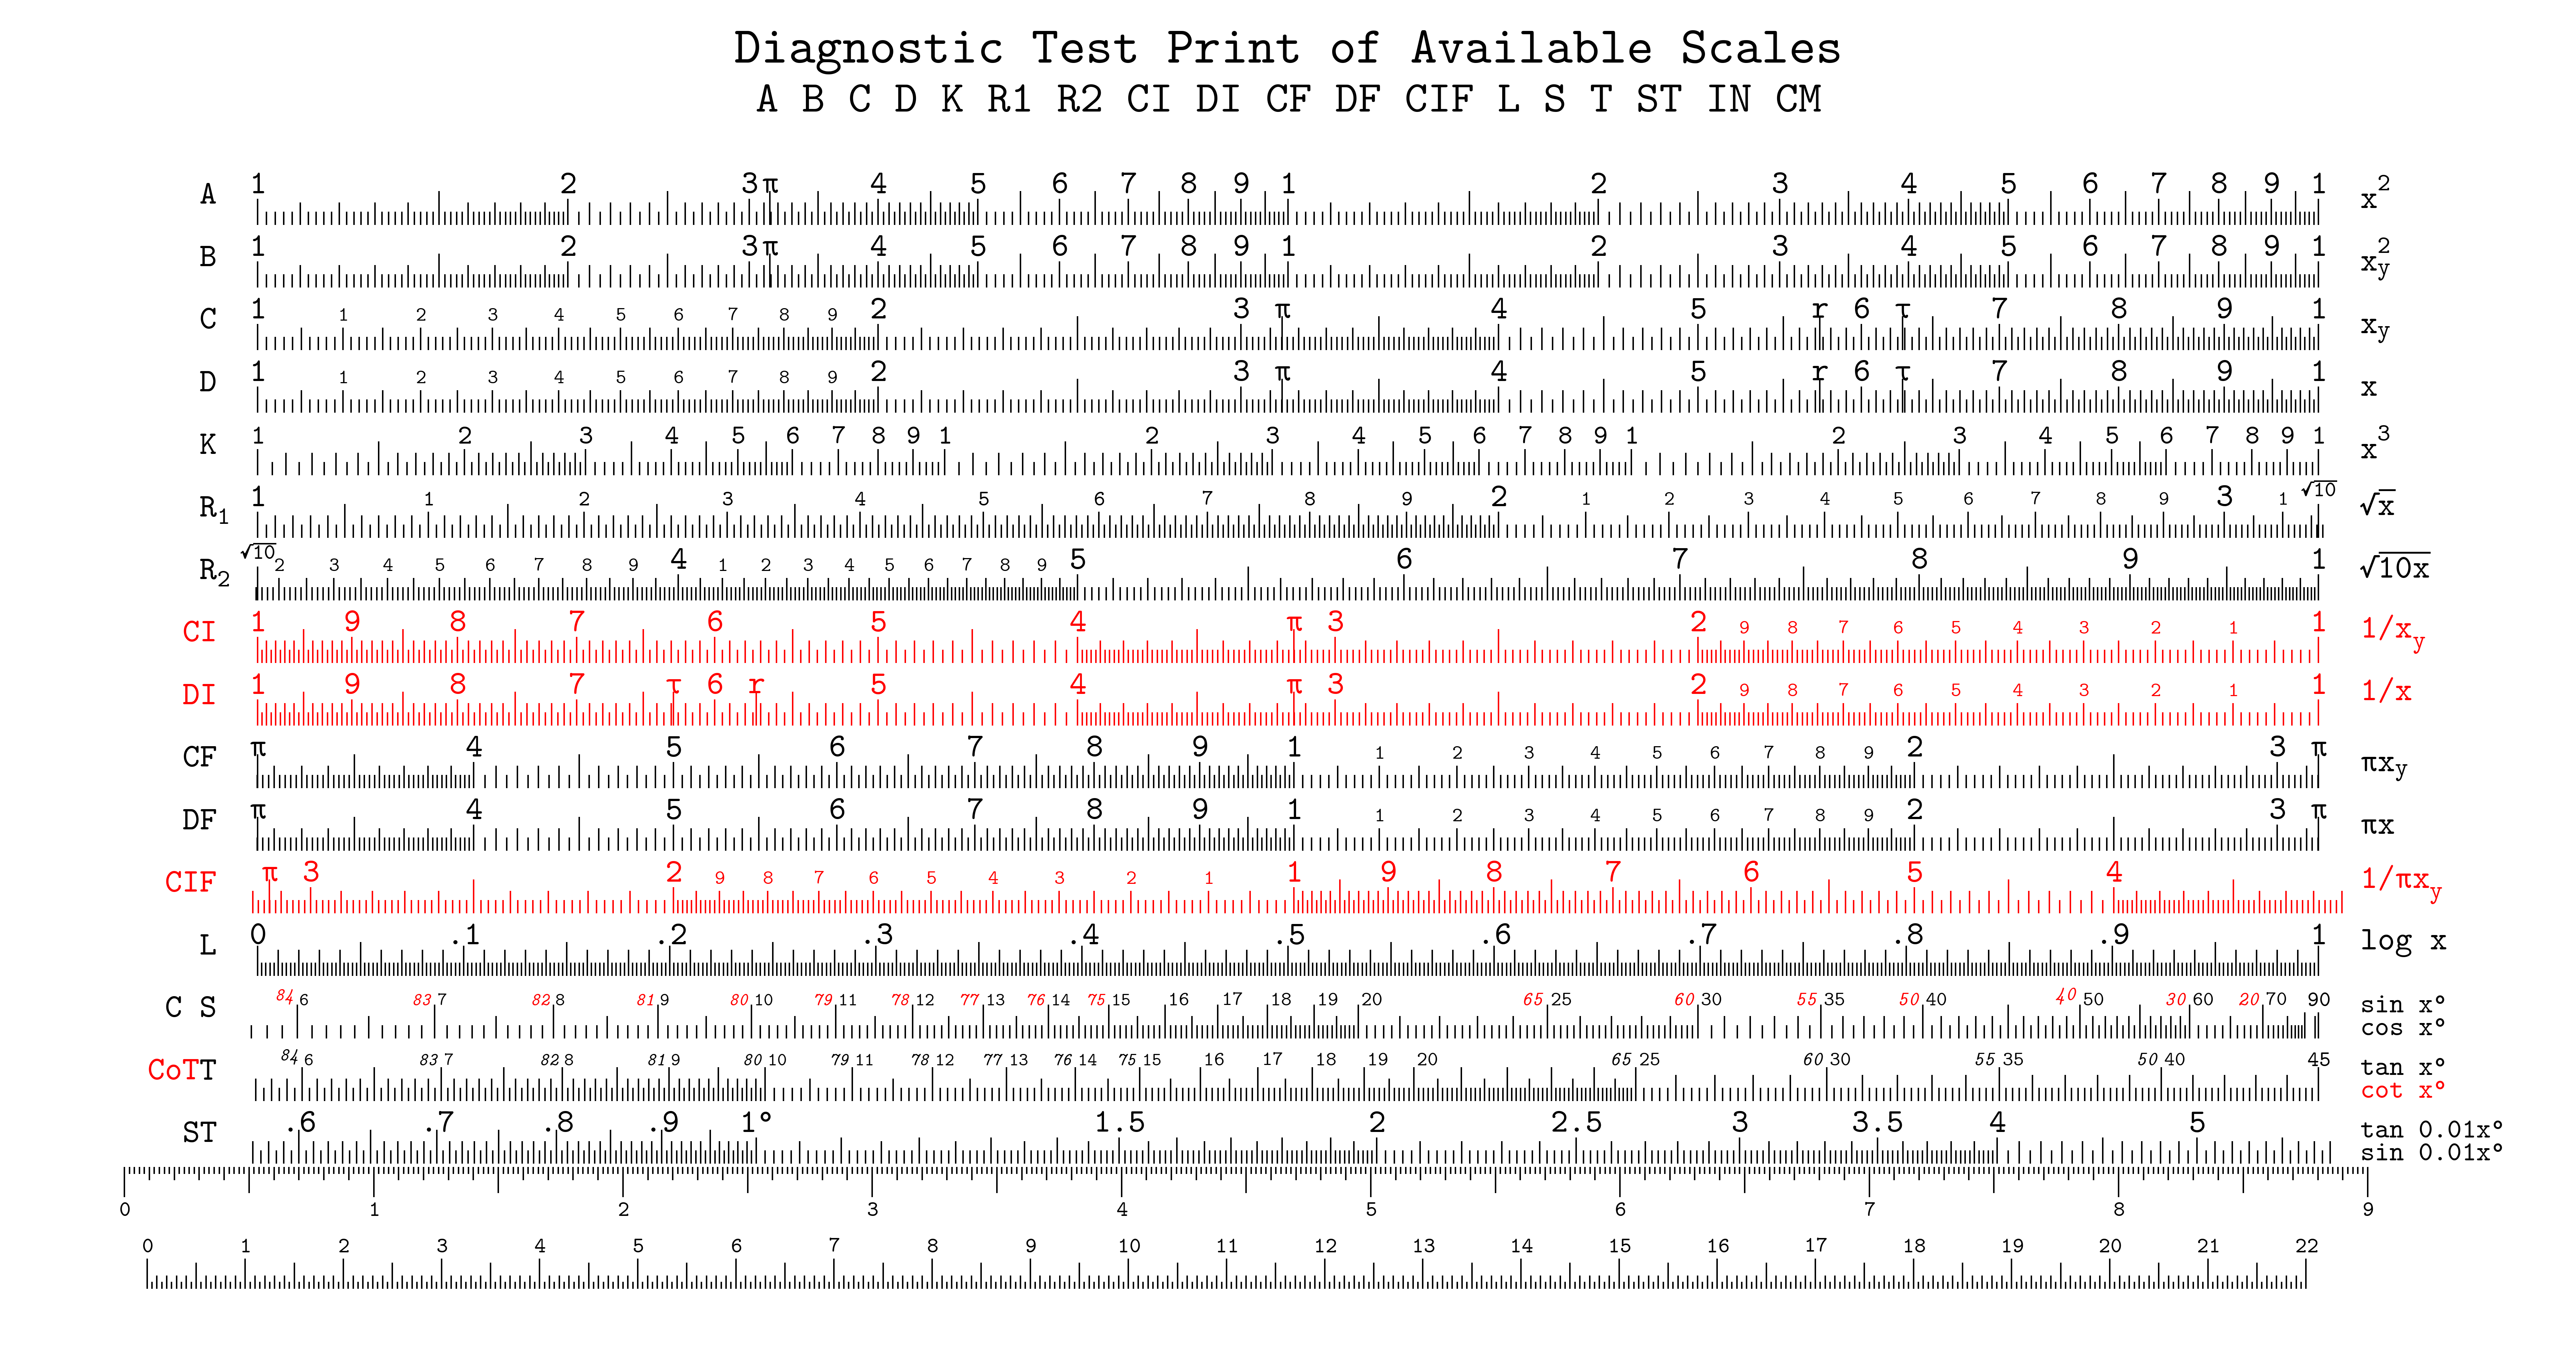 Diagnostic Test Print of Available Scales
A B C D K R1 R2 CI DI CF DF CIF L S T ST IN CM
A 1 2 3 π 4 5 6 7 8 9 1 2 3 4 5 6 7 8 9 1 x²
B 1 2 3 π 4 5 6 7 8 9 1 2 3 4 5 6 7 8 9 1 x²y
C 1 1 2 3 4 5 6 7 8 9 2 3 π 4 5 r 6 τ 7 8 9 1 xy
D 1 1 2 3 4 5 6 7 8 9 2 3 π 4 5 r 6 τ 7 8 9 1 x
K 1 2 3 4 5 6 7 8 9 1 2 3 4 5 6 7 8 9 1 2 3 4 5 6 7 8 9 1 x³
R₁ 1 1 2 3 4 5 6 7 8 9 2 1 2 3 4 5 6 7 8 9 3 1 √10 √x
R₂ √10 2 3 4 5 6 7 8 9 4 1 2 3 4 5 6 7 8 9 5 6 7 8 9 1 √10x
CI 1 9 8 7 6 5 4 π 3 2 9 8 7 6 5 4 3 2 1 1 1/xy
DI 1 9 8 7 τ 6 r 5 4 π 3 2 9 8 7 6 5 4 3 2 1 1 1/x
CF π 4 5 6 7 8 9 1 1 2 3 4 5 6 7 8 9 2 3 π πxy
DF π 4 5 6 7 8 9 1 1 2 3 4 5 6 7 8 9 2 3 π πx
CIF π 3 2 9 8 7 6 5 4 3 2 1 1 9 8 7 6 5 4 1/πxy
L 0 .1 .2 .3 .4 .5 .6 .7 .8 .9 1 log x
C S 84 6 83 7 82 8 81 9 80 10 79 11 78 12 77 13 76 14 75 15 16 17 18 19 20 65 25 60 30 55 35 50 40 40 50 30 60 20 70 90 sin x°
cos x°
CoTT 84 6 83 7 82 8 81 9 80 10 79 11 78 12 77 13 76 14 75 15 16 17 18 19 20 65 25 60 30 55 35 50 40 45 tan x°
cot x°
ST .6 .7 .8 .9 1° 1.5 2 2.5 3 3.5 4 5 tan 0.01x°
sin 0.01x°
0 1 2 3 4 5 6 7 8 9
0 1 2 3 4 5 6 7 8 9 10 11 12 13 14 15 16 17 18 19 20 21 22